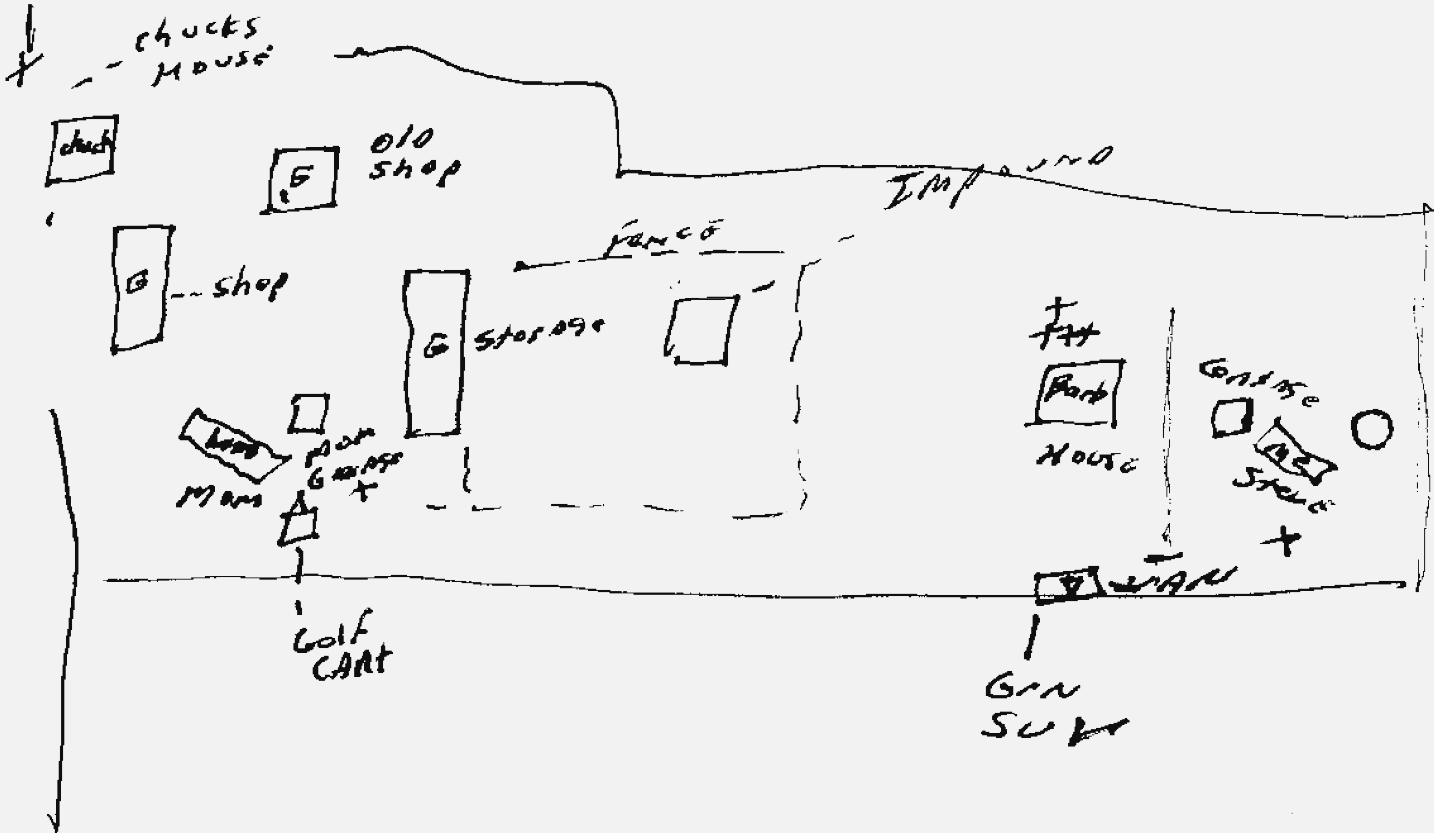 chucks
House
chuck
G
old
shop
Impound
Fence
G
shop
G
Storage
Barb
House
Garage
me
Steve
Mom
Garage
Mom
VAN
Golf
CART
GRN
SUV